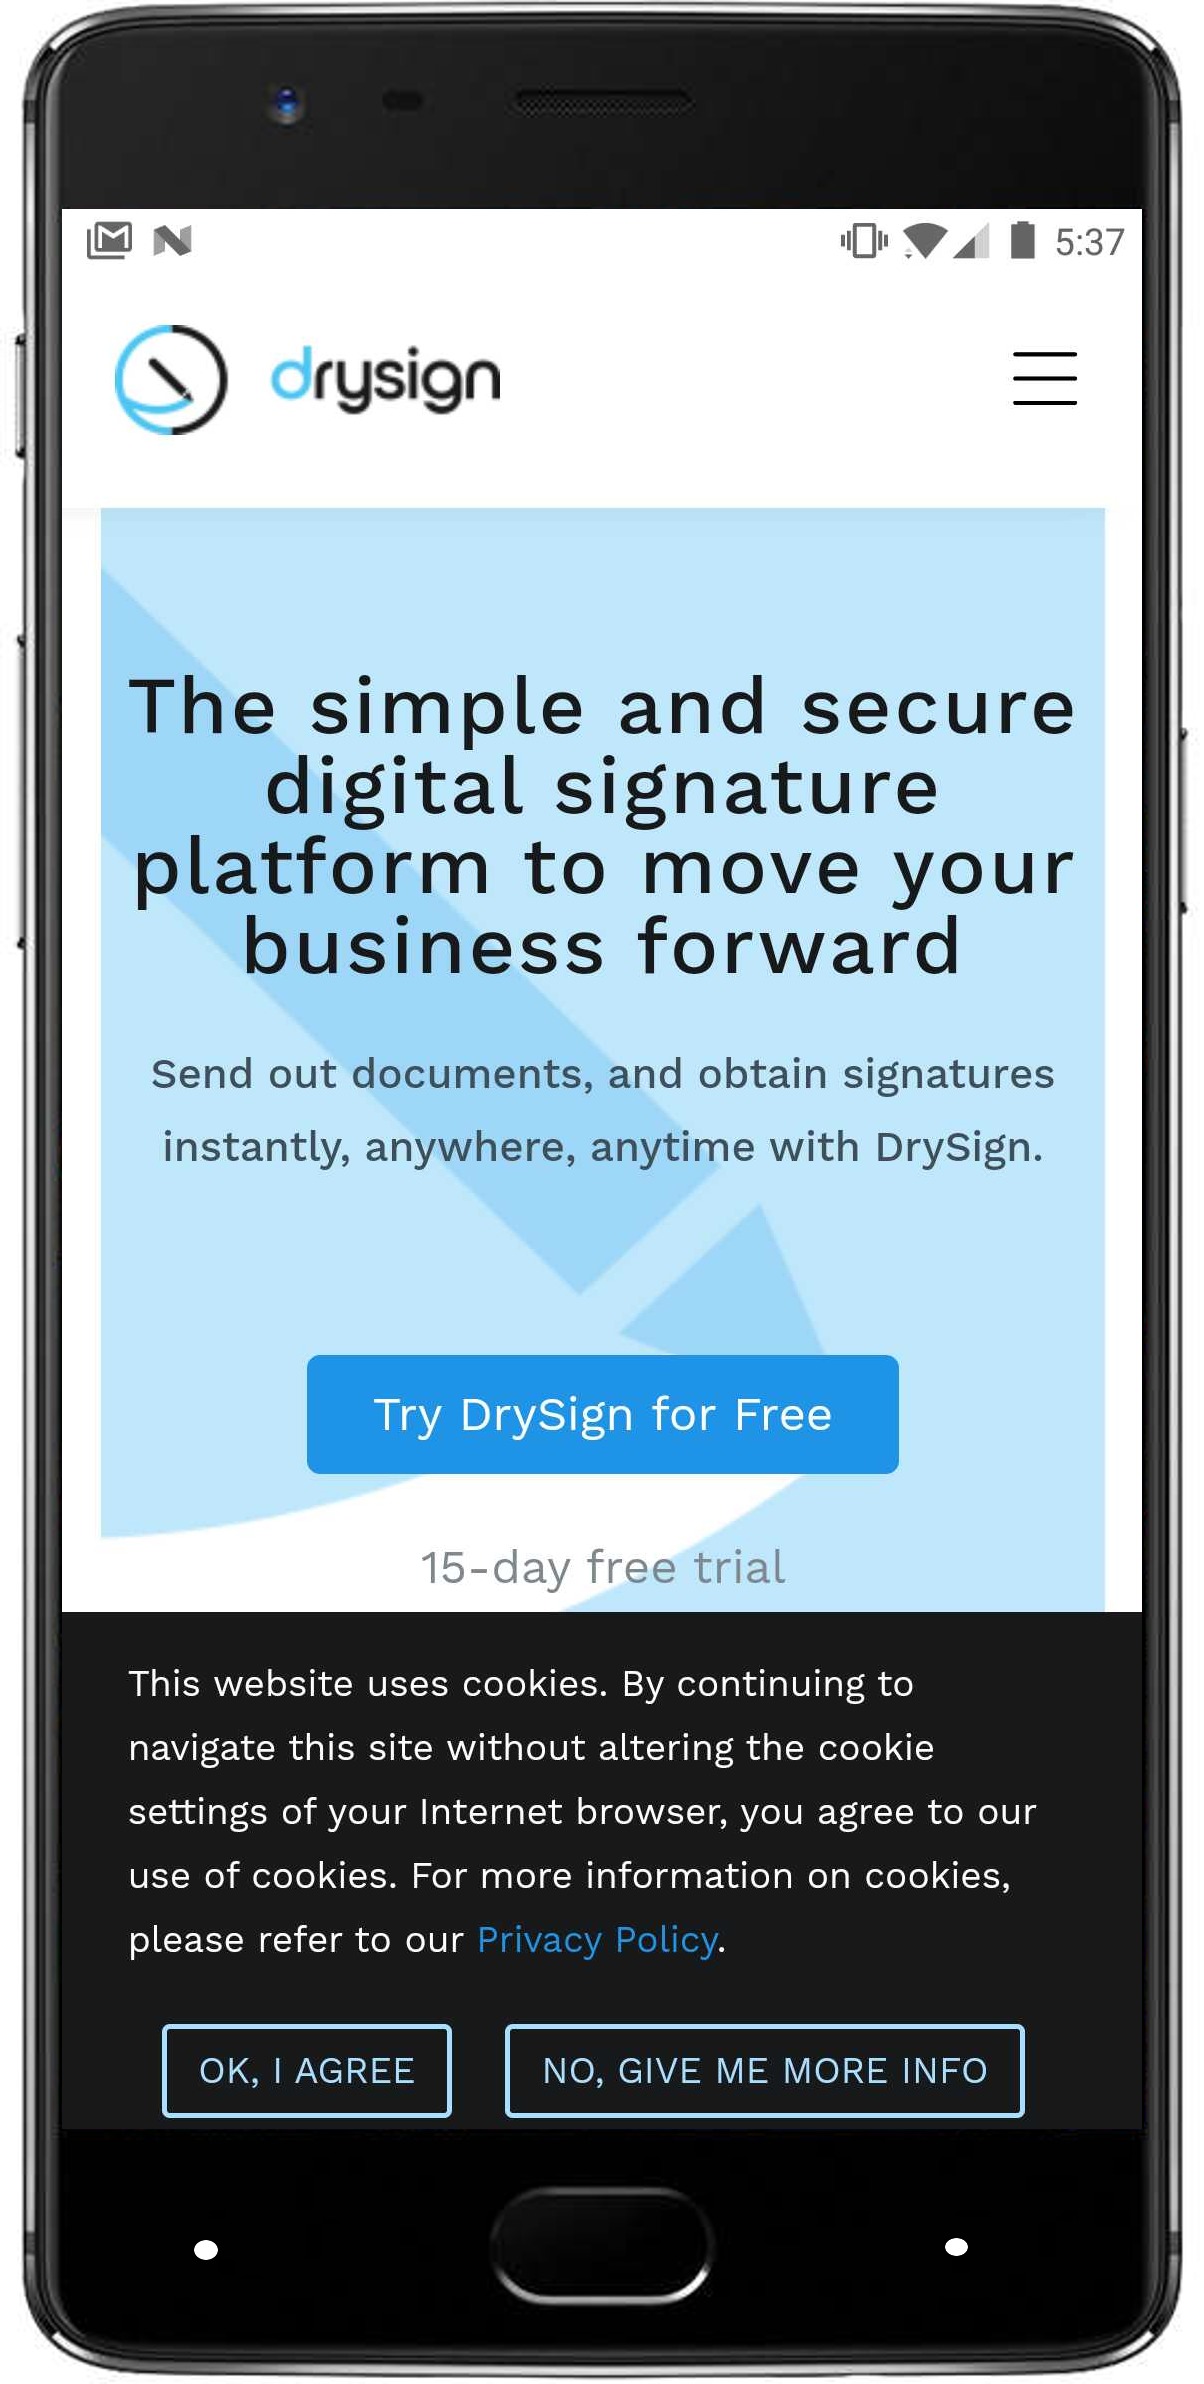 5:37
drysign
The simple and secure
digital signature
platform to move your
business forward
Send out documents, and obtain signatures
instantly, anywhere, anytime with DrySign.
Try DrySign for Free
15-day free trial
This website uses cookies. By continuing to
navigate this site without altering the cookie
settings of your Internet browser, you agree to our
use of cookies. For more information on cookies,
please refer to our Privacy Policy.
OK, I AGREE NO, GIVE ME MORE INFO